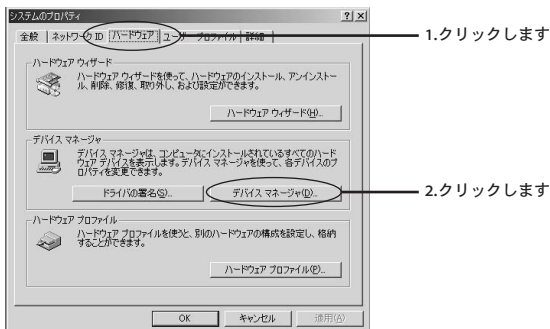 システムのプロパティ
全般 ネットワーク ID ハードウェア ユーザー プロファイル 詳細
1.クリックします
ハードウェア ウィザード
ハードウェア ウィザードを使って、ハードウェアのインストール、アンインストー
ル、削除、修復、取り外し、および設定ができます。
ハードウェア ウィザード(H)...
デバイス マネージャ
デバイス マネージャは、コンピュータにインストールされているすべてのハード
ウェア デバイスを表示します。デバイス マネージャを使って、各デバイスのプ
ロパティを変更できます。
ドライバの署名(S)...
デバイス マネージャ(D)...
2.クリックします
ハードウェア プロファイル
ハードウェア プロファイルを使うと、別のハードウェアの構成を設定し、格納
することができます。
ハードウェア プロファイル(P)...
OK キャンセル 適用(A)